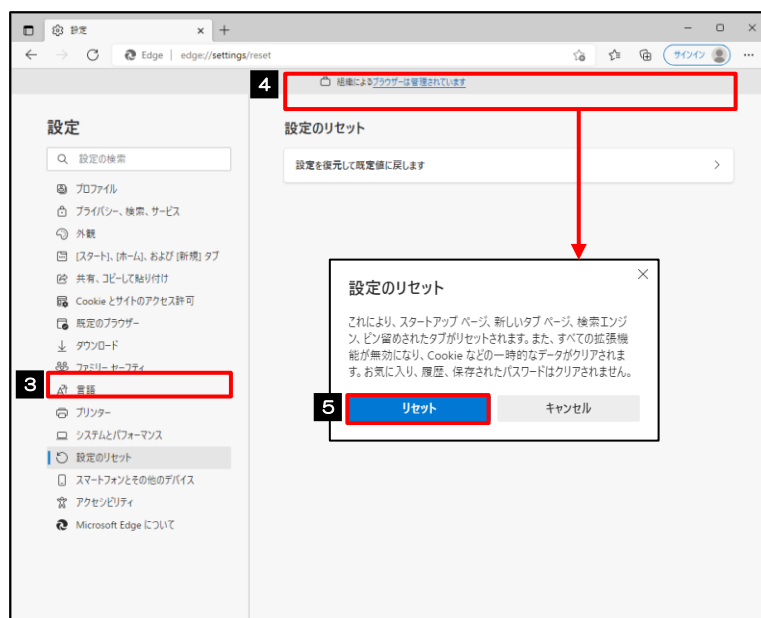 設定
Edge
edge://settings/reset
サインイン
4
組織によるブラウザーは管理されています
設定
設定の検索
設定のリセット
設定を復元して既定値に戻します
プロファイル
プライバシー、検索、サービス
外観
[スタート]、[ホーム]、および [新規] タブ
共有、コピーして貼り付け
Cookie とサイトのアクセス許可
既定のブラウザー
ダウンロード
ファミリー セーフティ
3
言語
プリンター
システムとパフォーマンス
設定のリセット
スマートフォンとその他のデバイス
アクセシビリティ
Microsoft Edge について
設定のリセット
これにより、スタートアップ ページ、新しいタブ ページ、検索エンジ
ン、ピン留めされたタブがリセットされます。また、すべての拡張機
能が無効になり、Cookie などの一時的なデータがクリアされま
す。お気に入り、履歴、保存されたパスワードはクリアされません。
5
リセット
キャンセル